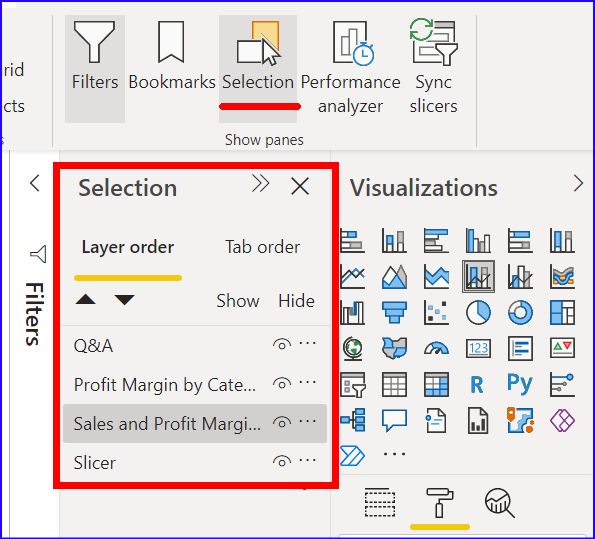 rid
cts
Filters
Bookmarks
Selection
Performance
analyzer
Sync
slicers
Show panes
Selection
Layer order
Tab order
Show
Hide
Q&A
Profit Margin by Cate...
Sales and Profit Margi...
Slicer
Filters
Visualizations
123
R
Py